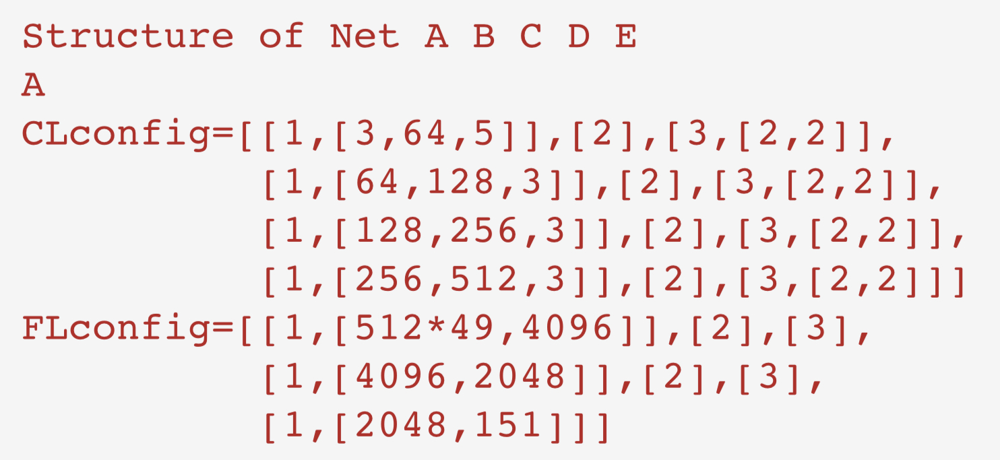 Structure of Net A B C D E
A
CLconfig=[[1,[3,64,5]],[2],[3,[2,2]],
[1,[64,128,3]],[2],[3,[2,2]],
[1,[128,256,3]],[2],[3,[2,2]],
[1,[256,512,3]],[2],[3,[2,2]]]
FLconfig=[[1,[512*49,4096]],[2],[3],
[1,[4096,2048]],[2],[3],
[1,[2048,151]]]